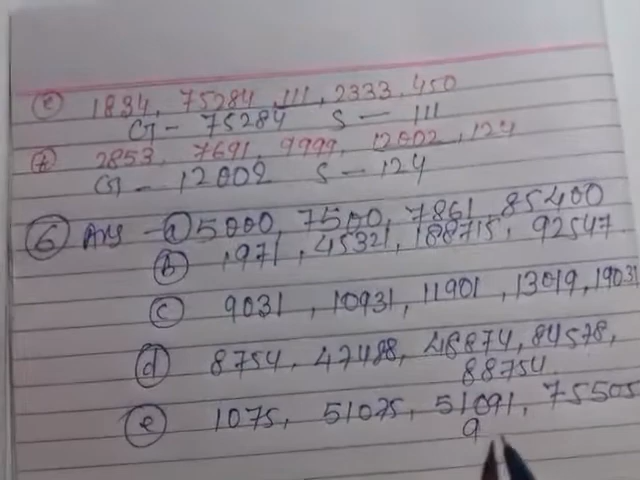 (e) 1834, 75284, 111, 2333, 450
G - 75284 S - 111
(f) 2853, 7691, 9999, 12002, 124
G - 12002 S - 124
(6) Ans - (a) 5000, 7500, 7861, 85400
(b) 1971, 45321, 188715, 92547
(c) 9031, 10931, 11901, 13019, 19031
(d) 8754, 47488, 48874, 84578,
88754
(e) 1075, 51075, 51091, 75505
9